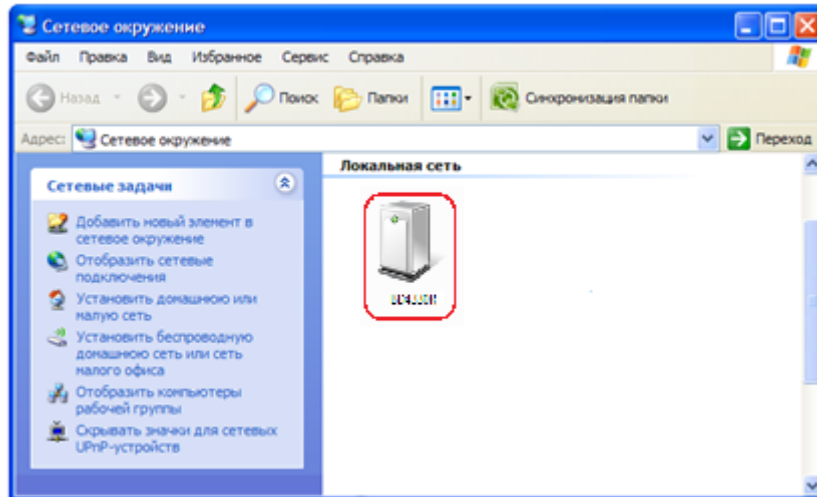 Сетевое окружение
Файл Правка Вид Избранное Сервис Справка
Назад Поиск Папки Синхронизация папки
Адрес: Сетевое окружение Переход
Сетевые задачи
Добавить новый элемент в
сетевое окружение
Отобразить сетевые
подключения
Установить домашнюю или
малую сеть
Установить беспроводную
домашнюю сеть или сеть
малого офиса
Отобразить компьютеры
рабочей группы
Скрывать значки для сетевых
UPnP-устройств
Локальная сеть